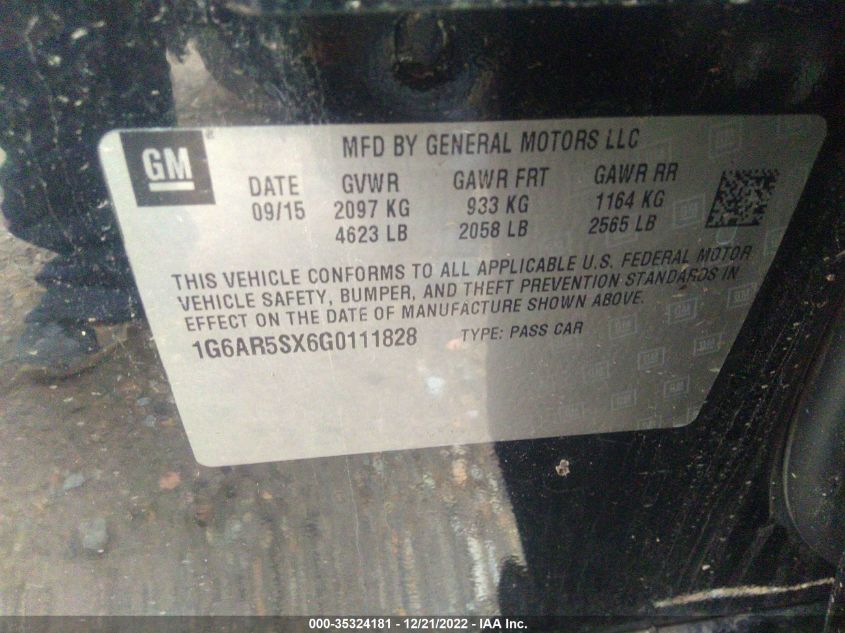 GM
MFD BY GENERAL MOTORS LLC
DATE GVWR GAWR FRT GAWR RR
09/15 2097 KG 933 KG 1164 KG
4623 LB 2058 LB 2565 LB
THIS VEHICLE CONFORMS TO ALL APPLICABLE U.S. FEDERAL MOTOR
VEHICLE SAFETY, BUMPER, AND THEFT PREVENTION STANDARDS IN
EFFECT ON THE DATE OF MANUFACTURE SHOWN ABOVE.
1G6AR5SX6G0111828 TYPE: PASS CAR
000-35324181 - 12/21/2022 - IAA Inc.